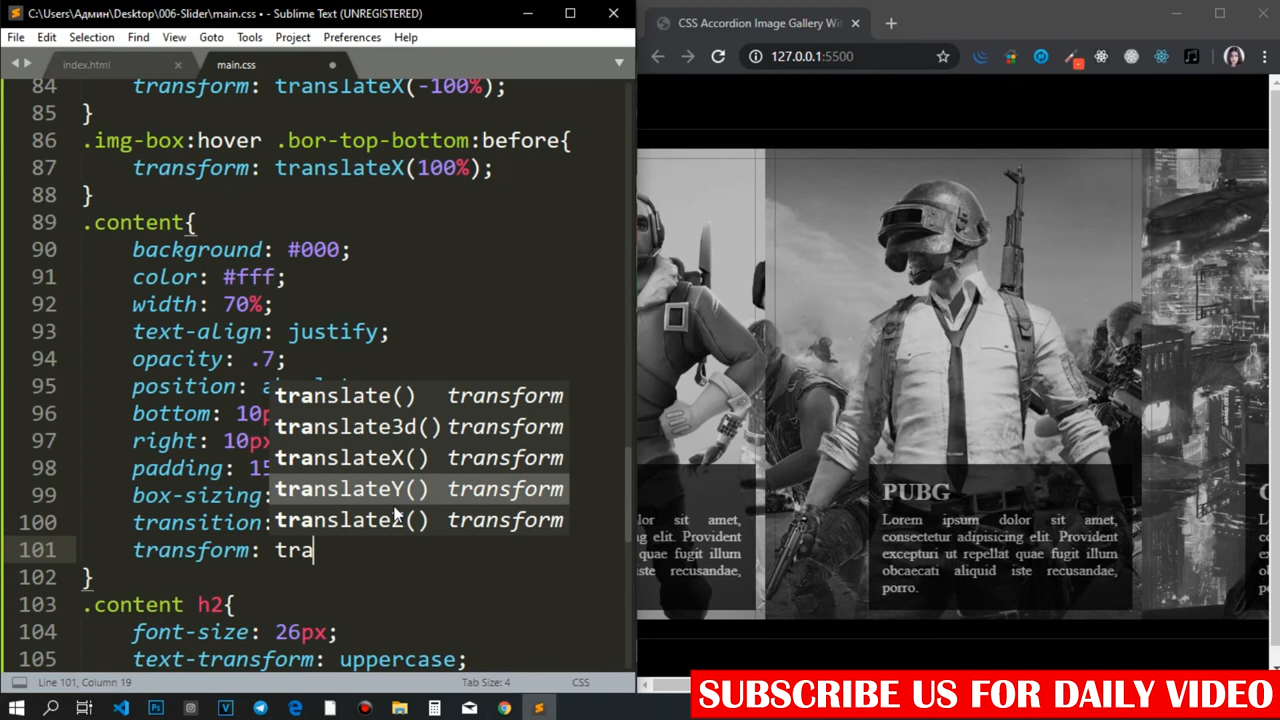 C:\Users\Админ\Desktop\006-Slider\main.css • - Sublime Text (UNREGISTERED)
File Edit Selection Find View Goto Tools Project Preferences Help
index.html
main.css
84 transform: translateX(-100%);
85 }
86 .img-box:hover .bor-top-bottom:before{
87 transform: translateX(100%);
88 }
89 .content{
90 background: #000;
91 color: #fff;
92 width: 70%;
93 text-align: justify;
94 opacity: .7;
95 position:
96 bottom: 10p
97 right: 10px
98 padding: 15
99 box-sizing:
100 transition:
101 transform: tra
102 }
103 .content h2{
104 font-size: 26px;
105 text-transform: uppercase;
translate() transform
translate3d() transform
translateX() transform
translateY() transform
translateZ() transform
Line 101, Column 19
Tab Size: 4
CSS
CSS Accordion Image Gallery Wi
127.0.0.1:5500
dolor sit amet,
elit. Provident
quae fugit illum
iste recusandae,
PUBG
Lorem ipsum dolor sit amet,
consectetur adipisicing elit. Provident
excepturi ut repellat quae fugit illum
obcaecati aliquid iste recusandae,
porro.
SUBSCRIBE US FOR DAILY VIDEO